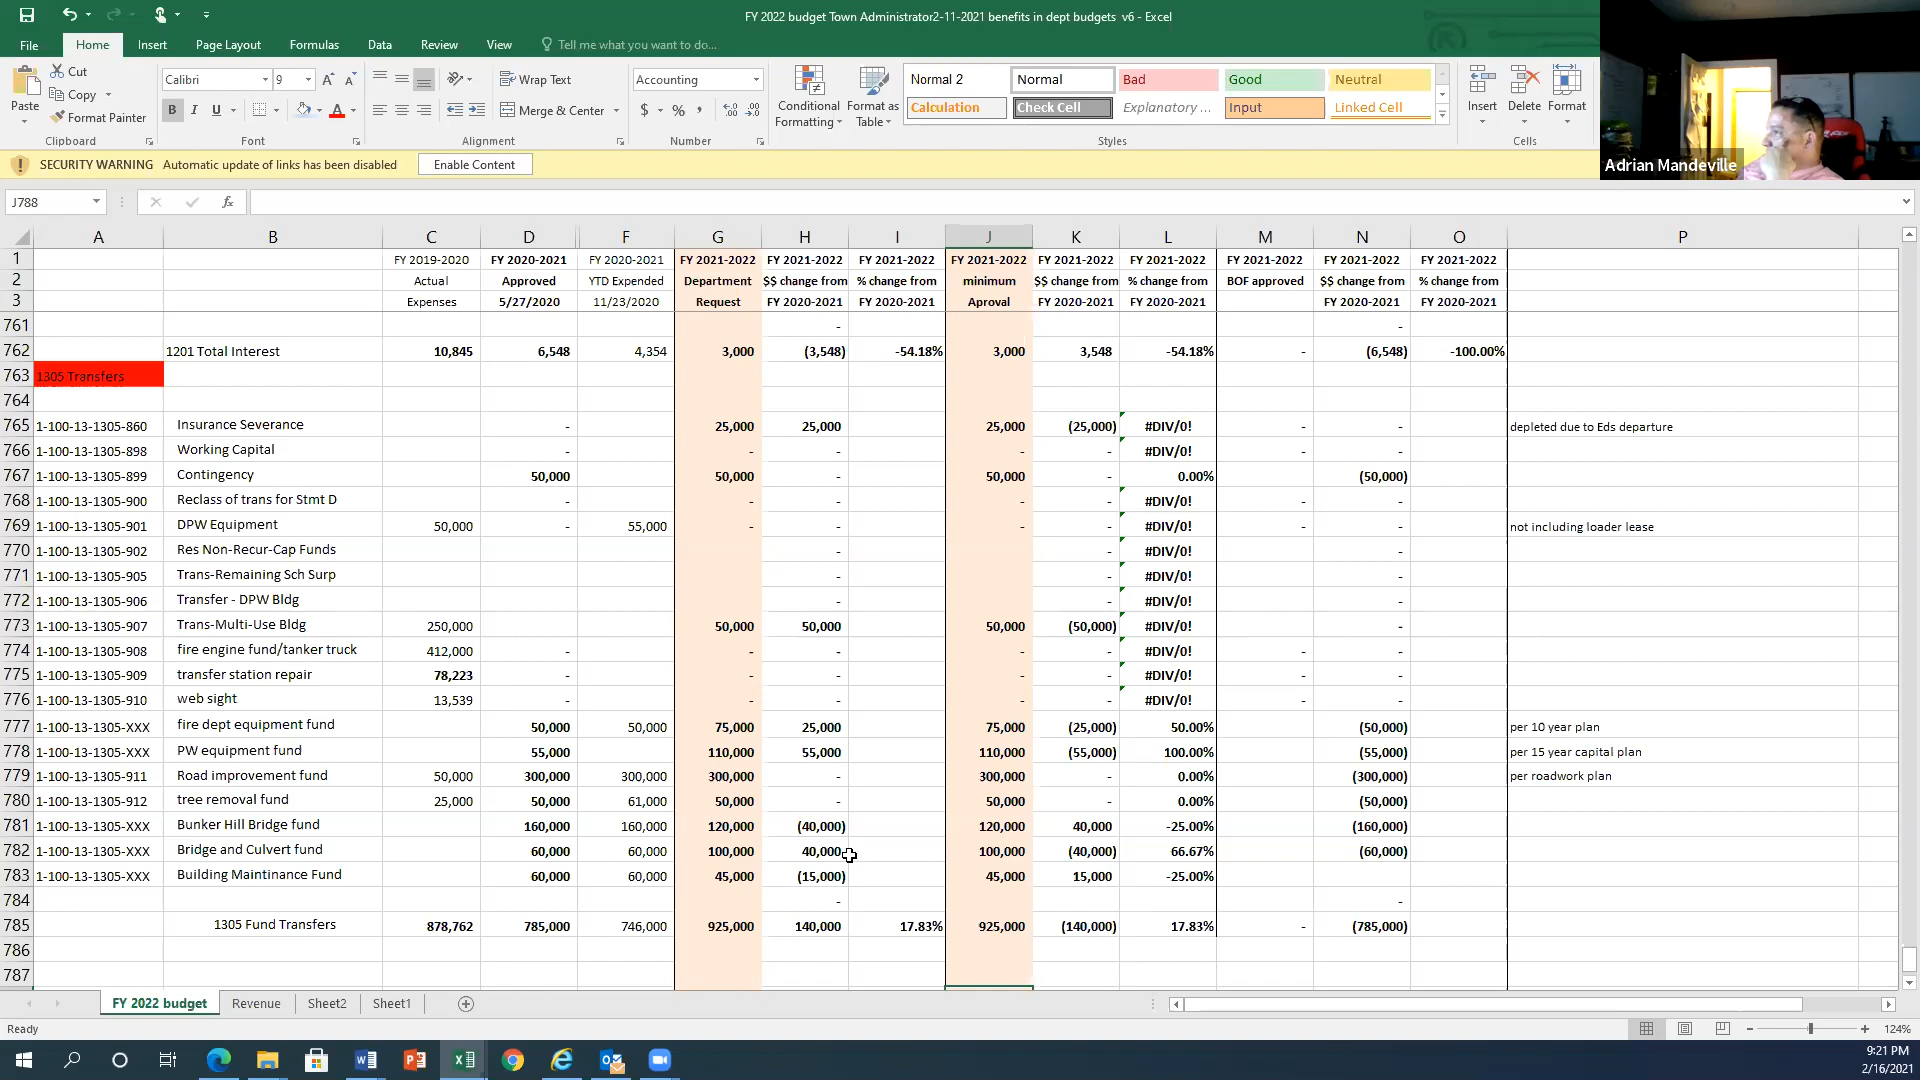 FY 2022 budget Town Administrator2-11-2021 benefits in dept budgets v6 - Excel
File Home Insert Page Layout Formulas Data Review View Tell me what you want to do...
Cut
Copy
Format Painter
Paste
Clipboard
Calibri 9
B I U
Font
Wrap Text
Merge & Center
Alignment
Accounting
$ % ,
Number
Conditional Formatting
Format as Table
Normal 2 Normal Bad Good Neutral
Calculation Check Cell Explanatory ... Input Linked Cell
Styles
Insert Delete Format
Cells
Adrian Mandeville
SECURITY WARNING Automatic update of links has been disabled Enable Content
J788 fx
A B C D F G H I J K L M N O P
1 FY 2019-2020 FY 2020-2021 FY 2020-2021 FY 2021-2022 FY 2021-2022 FY 2021-2022 FY 2021-2022 FY 2021-2022 FY 2021-2022 FY 2021-2022 FY 2021-2022 FY 2021-2022
2 Actual Approved YTD Expended Department $$ change from % change from minimum $$ change from % change from BOF approved $$ change from % change from
3 Expenses 5/27/2020 11/23/2020 Request FY 2020-2021 FY 2020-2021 Aproval FY 2020-2021 FY 2020-2021 FY 2020-2021 FY 2020-2021
761 - -
762 1201 Total Interest 10,845 6,548 4,354 3,000 (3,548) -54.18% 3,000 3,548 -54.18% - (6,548) -100.00%
763 1305 Transfers
764
765 1-100-13-1305-860 Insurance Severance - 25,000 25,000 25,000 (25,000) #DIV/0! - - depleted due to Eds departure
766 1-100-13-1305-898 Working Capital - - - - - #DIV/0! - -
767 1-100-13-1305-899 Contingency 50,000 50,000 - 50,000 - 0.00% (50,000)
768 1-100-13-1305-900 Reclass of trans for Stmt D - - - - - #DIV/0! - -
769 1-100-13-1305-901 DPW Equipment 50,000 - 55,000 - - - - #DIV/0! - - not including loader lease
770 1-100-13-1305-902 Res Non-Recur-Cap Funds - - #DIV/0! -
771 1-100-13-1305-905 Trans-Remaining Sch Surp - - #DIV/0! -
772 1-100-13-1305-906 Transfer - DPW Bldg - - #DIV/0! -
773 1-100-13-1305-907 Trans-Multi-Use Bldg 250,000 50,000 50,000 50,000 (50,000) #DIV/0! -
774 1-100-13-1305-908 fire engine fund/tanker truck 412,000 - - - - - #DIV/0! - -
775 1-100-13-1305-909 transfer station repair 78,223 - - - - - #DIV/0! - -
776 1-100-13-1305-910 web sight 13,539 - - - - - #DIV/0! - -
777 1-100-13-1305-XXX fire dept equipment fund 50,000 50,000 75,000 25,000 75,000 (25,000) 50.00% (50,000) per 10 year plan
778 1-100-13-1305-XXX PW equipment fund 55,000 110,000 55,000 110,000 (55,000) 100.00% (55,000) per 15 year capital plan
779 1-100-13-1305-911 Road improvement fund 50,000 300,000 300,000 300,000 - 300,000 - 0.00% (300,000) per roadwork plan
780 1-100-13-1305-912 tree removal fund 25,000 50,000 61,000 50,000 - 50,000 - 0.00% (50,000)
781 1-100-13-1305-XXX Bunker Hill Bridge fund 160,000 160,000 120,000 (40,000) 120,000 40,000 -25.00% (160,000)
782 1-100-13-1305-XXX Bridge and Culvert fund 60,000 60,000 100,000 40,000 100,000 (40,000) 66.67% (60,000)
783 1-100-13-1305-XXX Building Maintinance Fund 60,000 60,000 45,000 (15,000) 45,000 15,000 -25.00%
784 - -
785 1305 Fund Transfers 878,762 785,000 746,000 925,000 140,000 17.83% 925,000 (140,000) 17.83% - (785,000)
786
787
FY 2022 budget Revenue Sheet2 Sheet1
Ready 124%
9:21 PM
2/16/2021